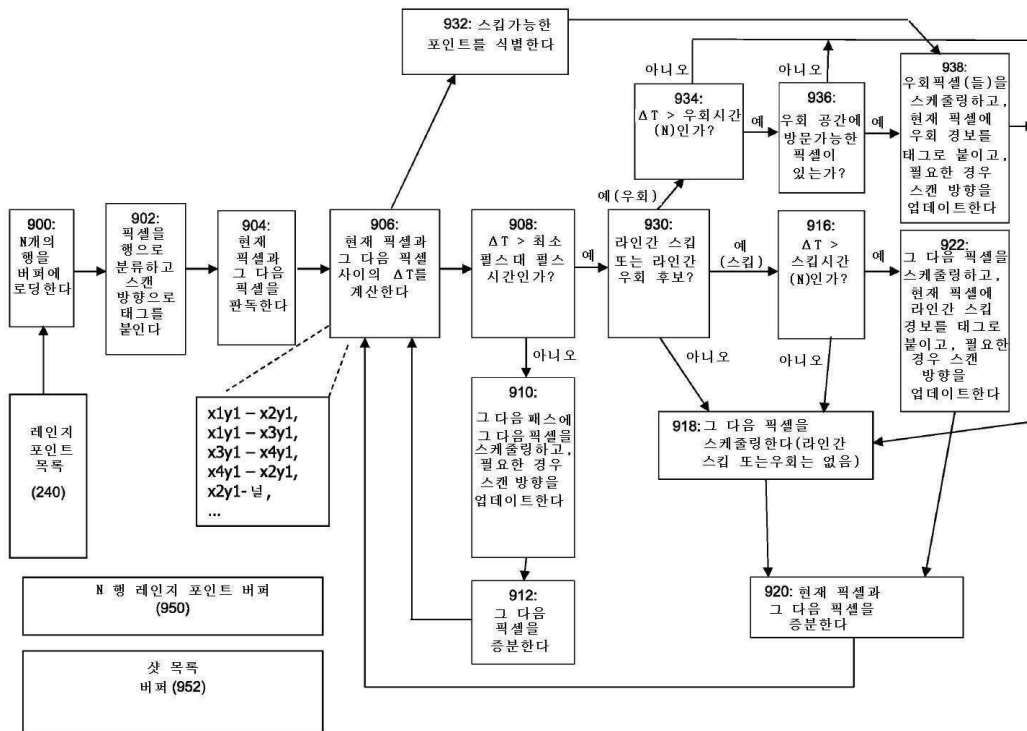 932: 스킵가능한
포인트를 식별한다
아니오
아니오
934:
ΔT > 우회시간
(N)인가?
예
936:
우회 공간에
방문가능한
픽셀이
있는가?
예
938:
우회픽셀(들)을
스케줄링하고,
현재 픽셀에
우회 경보를
태그로 붙이고,
필요한 경우
스캔 방향을
업데이트한다
예(우회)
900:
N개의
행을
버퍼에
로딩한다
902:
픽셀을
행으로
분류하고
스캔
방향으로
태그를
붙인다
904:
현재
픽셀과
그 다음
픽셀을
판독한다
906:
현재 픽셀과
그 다음 픽셀
사이의 ΔT를
계산한다
908:
ΔT > 최소
펄스대 펄스
시간인가?
예
930:
라인간 스킵
또는 라인간
우회 후보?
예
(스킵)
916:
ΔT >
스킵시간
(N)인가?
예
922:
그 다음 픽셀을
스케줄링하고,
현재 픽셀에
라인간 스킵
경보를 태그로
붙이고, 필요한
경우 스캔
방향을
업데이트한다
아니오
아니오
아니오
레인지
포인트
목록
(240)
x1y1 – x2y1,
x1y1 – x3y1,
x3y1 – x4y1,
x4y1 – x2y1,
x2y1- 널,
...
910:
그 다음 패스에
그 다음 픽셀을
스케줄링하고,
필요한 경우
스캔 방향을
업데이트한다
918: 그 다음 픽셀을
스케줄링한다(라인간
스킵 또는우회는 없음)
912:
그 다음
픽셀을
증분한다
920: 현재 픽셀과
그 다음 픽셀을
증분한다
N 행 레인지 포인트 버퍼
(950)
샷 목록
버퍼 (952)